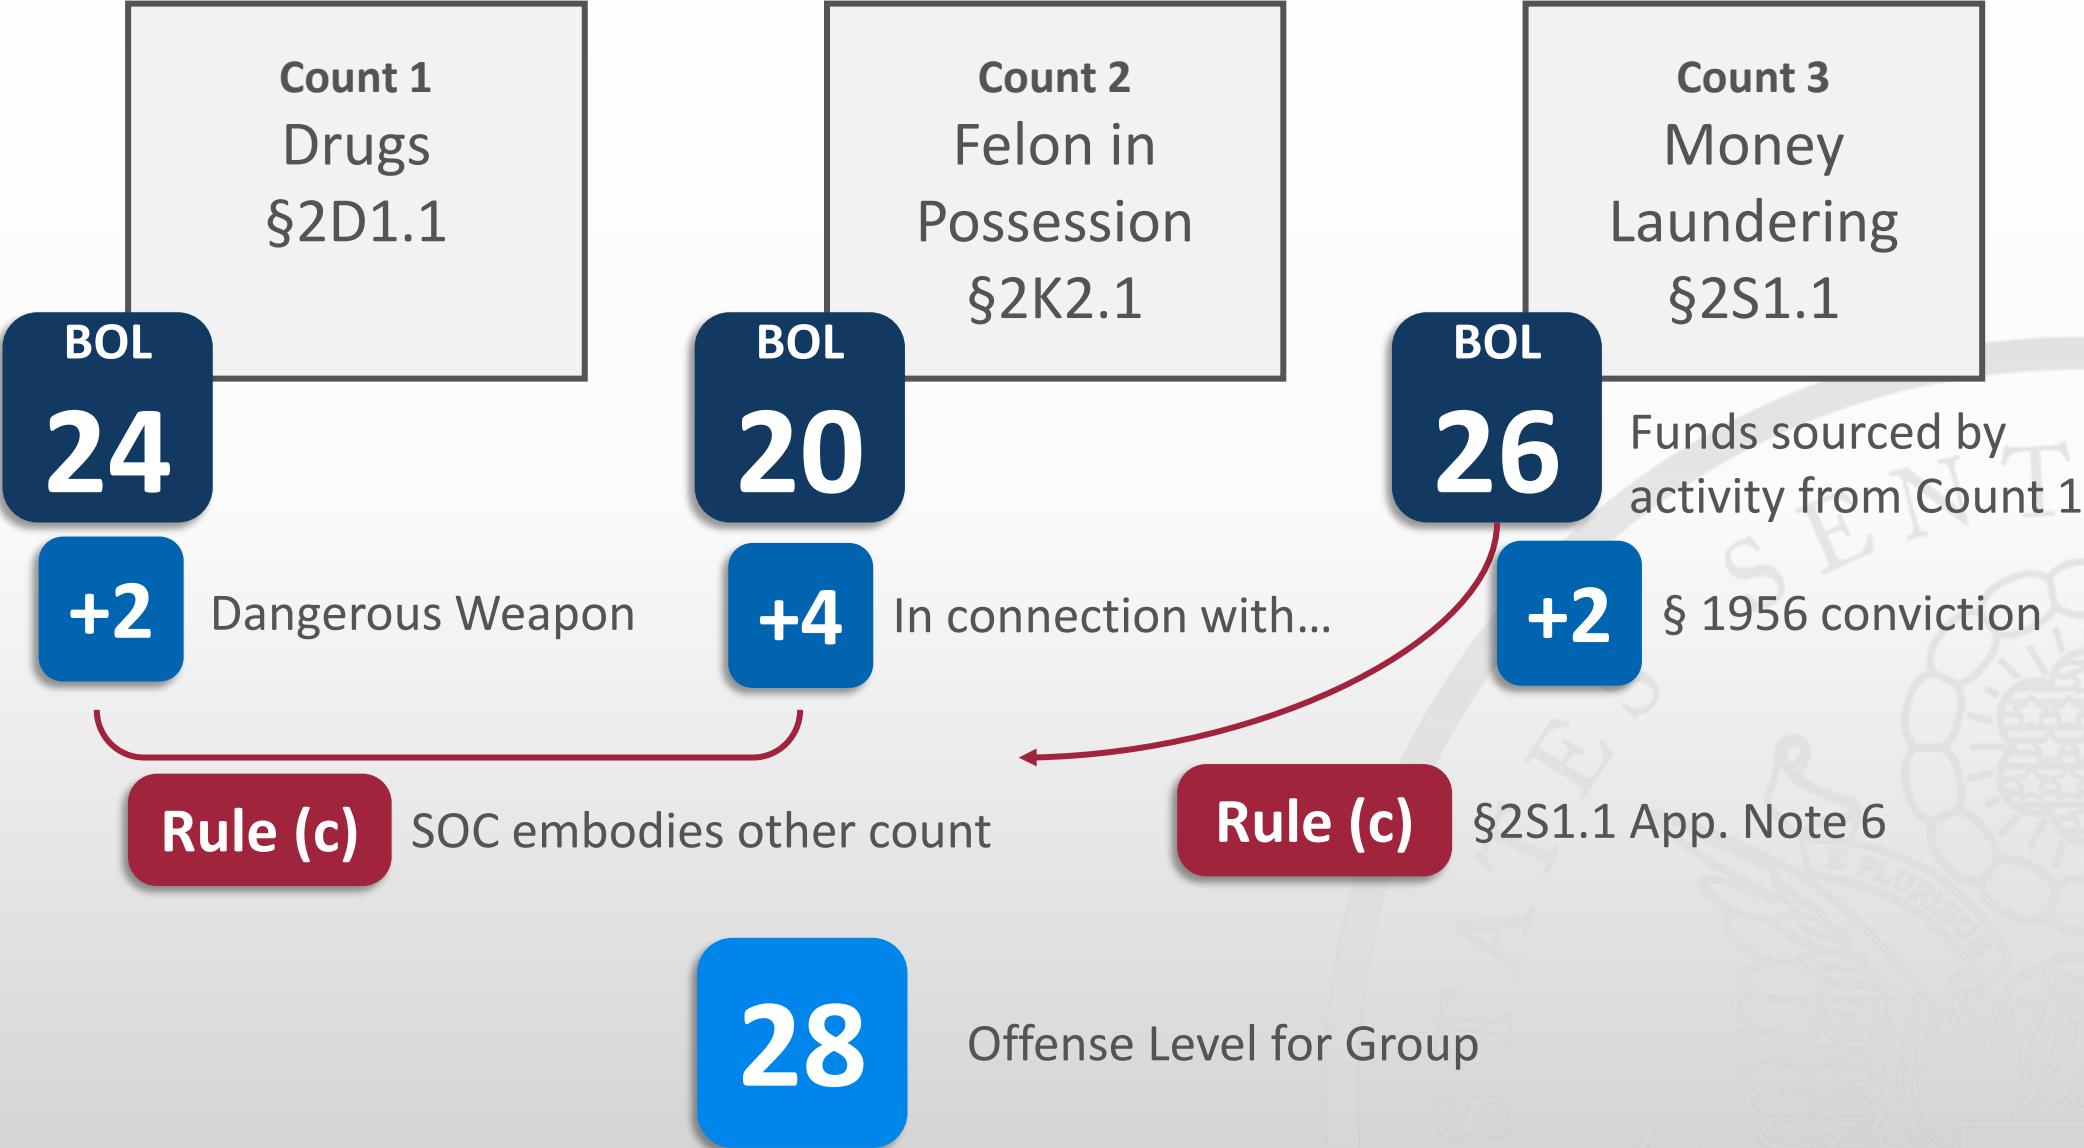 Count 1
Drugs
§2D1.1
Count 2
Felon in
Possession
§2K2.1
Count 3
Money
Laundering
§2S1.1
BOL
24
BOL
20
BOL
26
Funds sourced by
activity from Count 1
+2
Dangerous Weapon
+4
In connection with...
+2
§ 1956 conviction
Rule (c)
SOC embodies other count
Rule (c)
§2S1.1 App. Note 6
28
Offense Level for Group
STATES SENT
E PLURIBUS